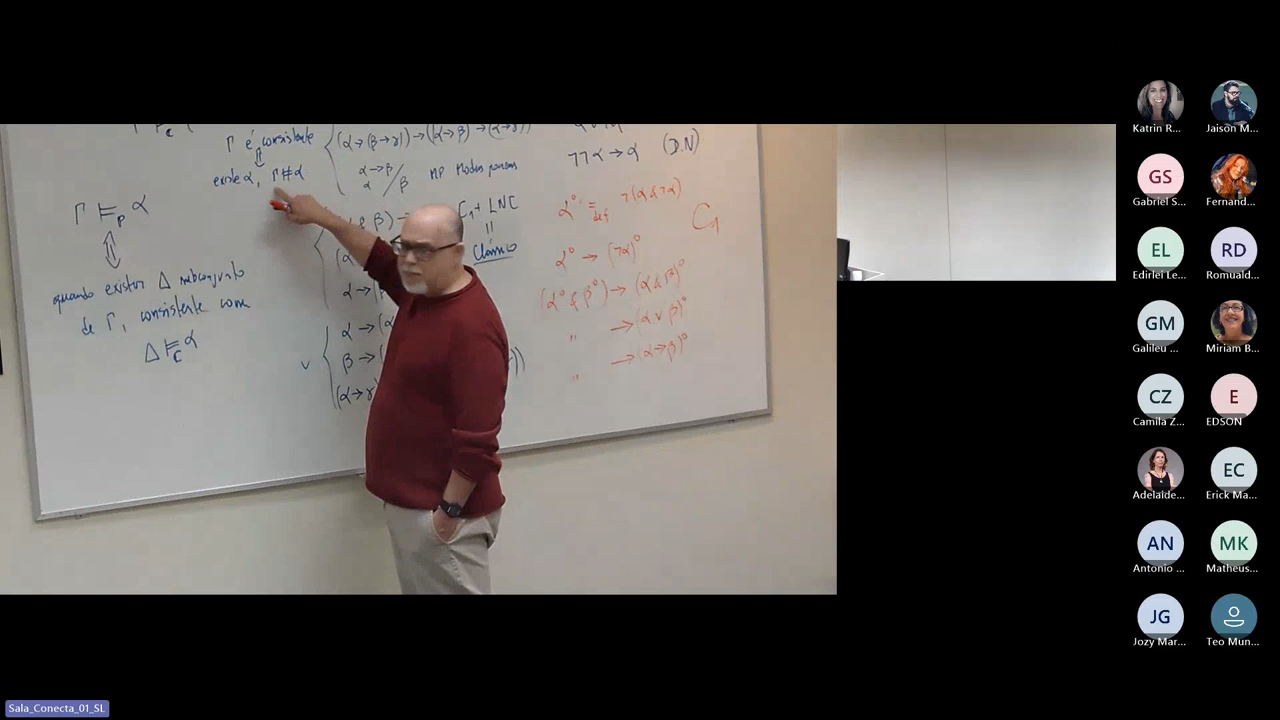 Γ é consistente
⇕
existe α, Γ ⊭ α
Γ ⊨p α
⇕
quando existir Δ subconjunto
de Γ, consistente com
Δ ⊨C α
(α→(β→γ))→((α→β)→(α→γ))
α→β
α / β MP Modus ponens
& β)→
(α
α→(β
α→(α
β→(
(α→γ)
∨
C₁ + LNC
=
Clássico
¬¬α→α (DN)
α° =def ¬(α & ¬α)
C₁
α° → (¬α)°
(α° & β°) → (α & β)°
" → (α ∨ β)°
" → (α→β)°
Katrin R...
Jaison M...
GS
Gabriel S...
Fernand...
EL
Edirlei Le...
RD
Romuald...
GM
Galileu ...
Miriam B...
CZ
Camila Z...
E
EDSON
Adelaide...
EC
Erick Ma...
AN
Antonio ...
MK
Matheus...
JG
Jozy Mar...
Teo Mun...
Sala_Conecta_01_SL